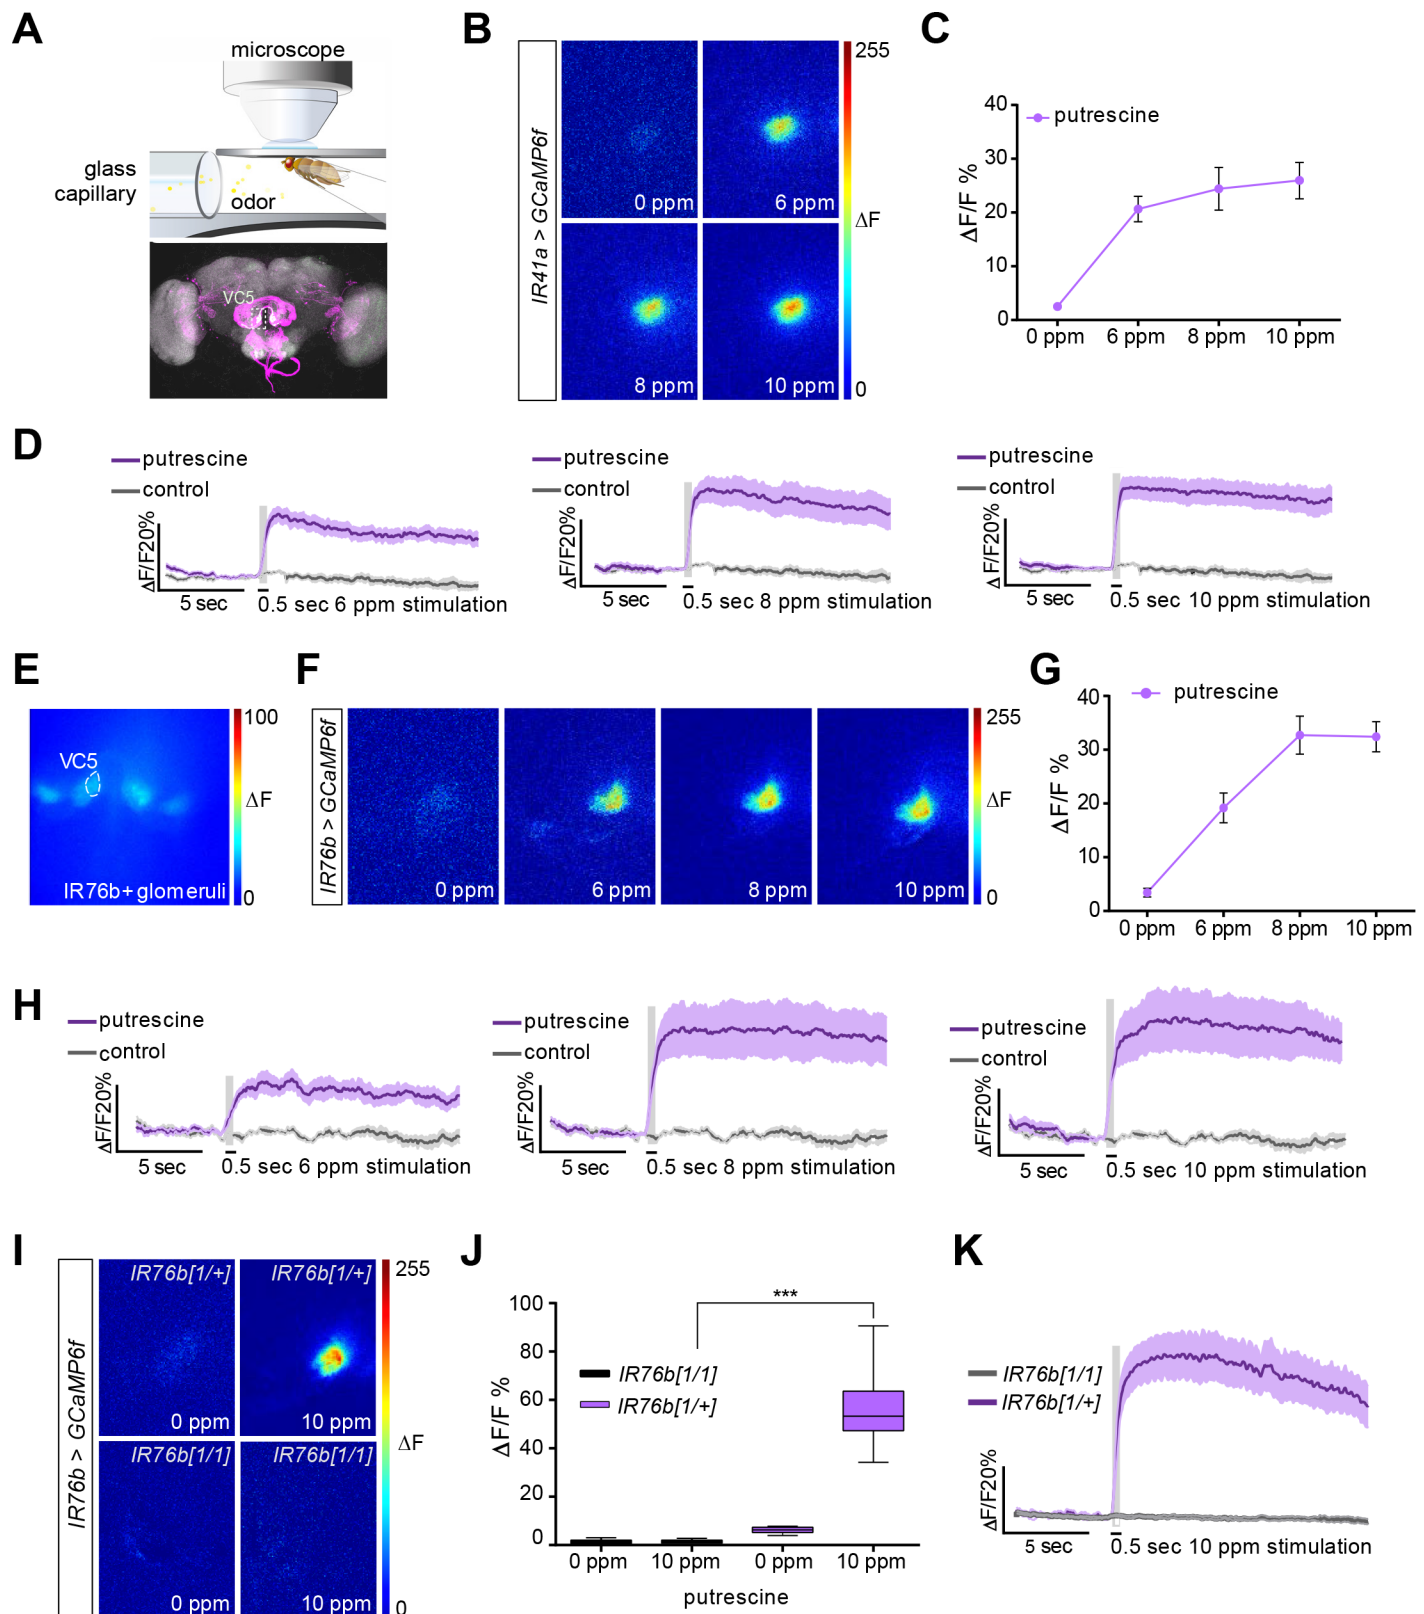 A
microscope
glass
capillary
odor
VC5
B
IR41a > GCaMP6f
0 ppm
6 ppm
8 ppm
10 ppm
255
ΔF
0
C
40
30
20
10
0
ΔF/F %
putrescine
0 ppm
6 ppm
8 ppm
10 ppm
D
putrescine
control
ΔF/F20%
5 sec
0.5 sec 6 ppm stimulation
putrescine
control
ΔF/F20%
5 sec
0.5 sec 8 ppm stimulation
putrescine
control
ΔF/F20%
5 sec
0.5 sec 10 ppm stimulation
E
VC5
IR76b+ glomeruli
100
ΔF
0
F
IR76b > GCaMP6f
0 ppm
6 ppm
8 ppm
10 ppm
255
ΔF
0
G
40
30
20
10
0
ΔF/F %
putrescine
0 ppm
6 ppm
8 ppm
10 ppm
H
putrescine
control
ΔF/F20%
5 sec
0.5 sec 6 ppm stimulation
putrescine
control
ΔF/F20%
5 sec
0.5 sec 8 ppm stimulation
putrescine
control
ΔF/F20%
5 sec
0.5 sec 10 ppm stimulation
I
IR76b > GCaMP6f
IR76b[1/+]
0 ppm
IR76b[1/+]
10 ppm
IR76b[1/1]
0 ppm
IR76b[1/1]
10 ppm
255
ΔF
0
J
100
80
60
40
20
0
ΔF/F %
***
IR76b[1/1]
IR76b[1/+]
0 ppm
10 ppm
0 ppm
10 ppm
putrescine
K
IR76b[1/1]
IR76b[1/+]
ΔF/F20%
5 sec
0.5 sec 10 ppm stimulation